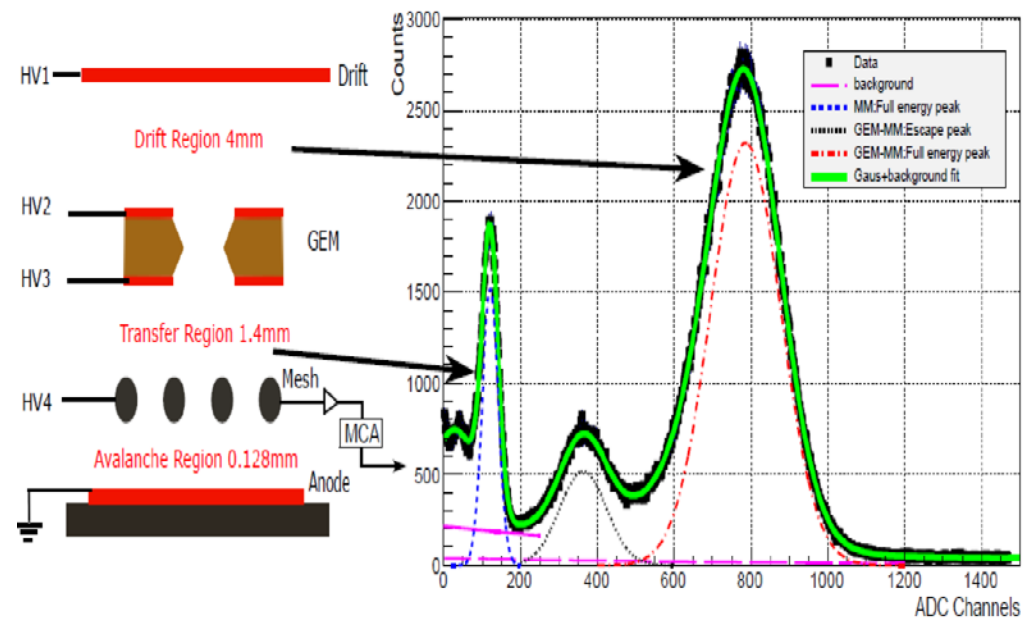 HV1
Drift
Drift Region 4mm
HV2
GEM
HV3
Transfer Region 1.4mm
Mesh
HV4
MCA
Avalanche Region 0.128mm
Anode
Counts
3000
2500
2000
1500
1000
500
0
0 200 400 600 800 1000 1200 1400
ADC Channels
Data
background
MM:Full energy peak
GEM-MM:Escape peak
GEM-MM:Full energy peak
Gaus+background fit